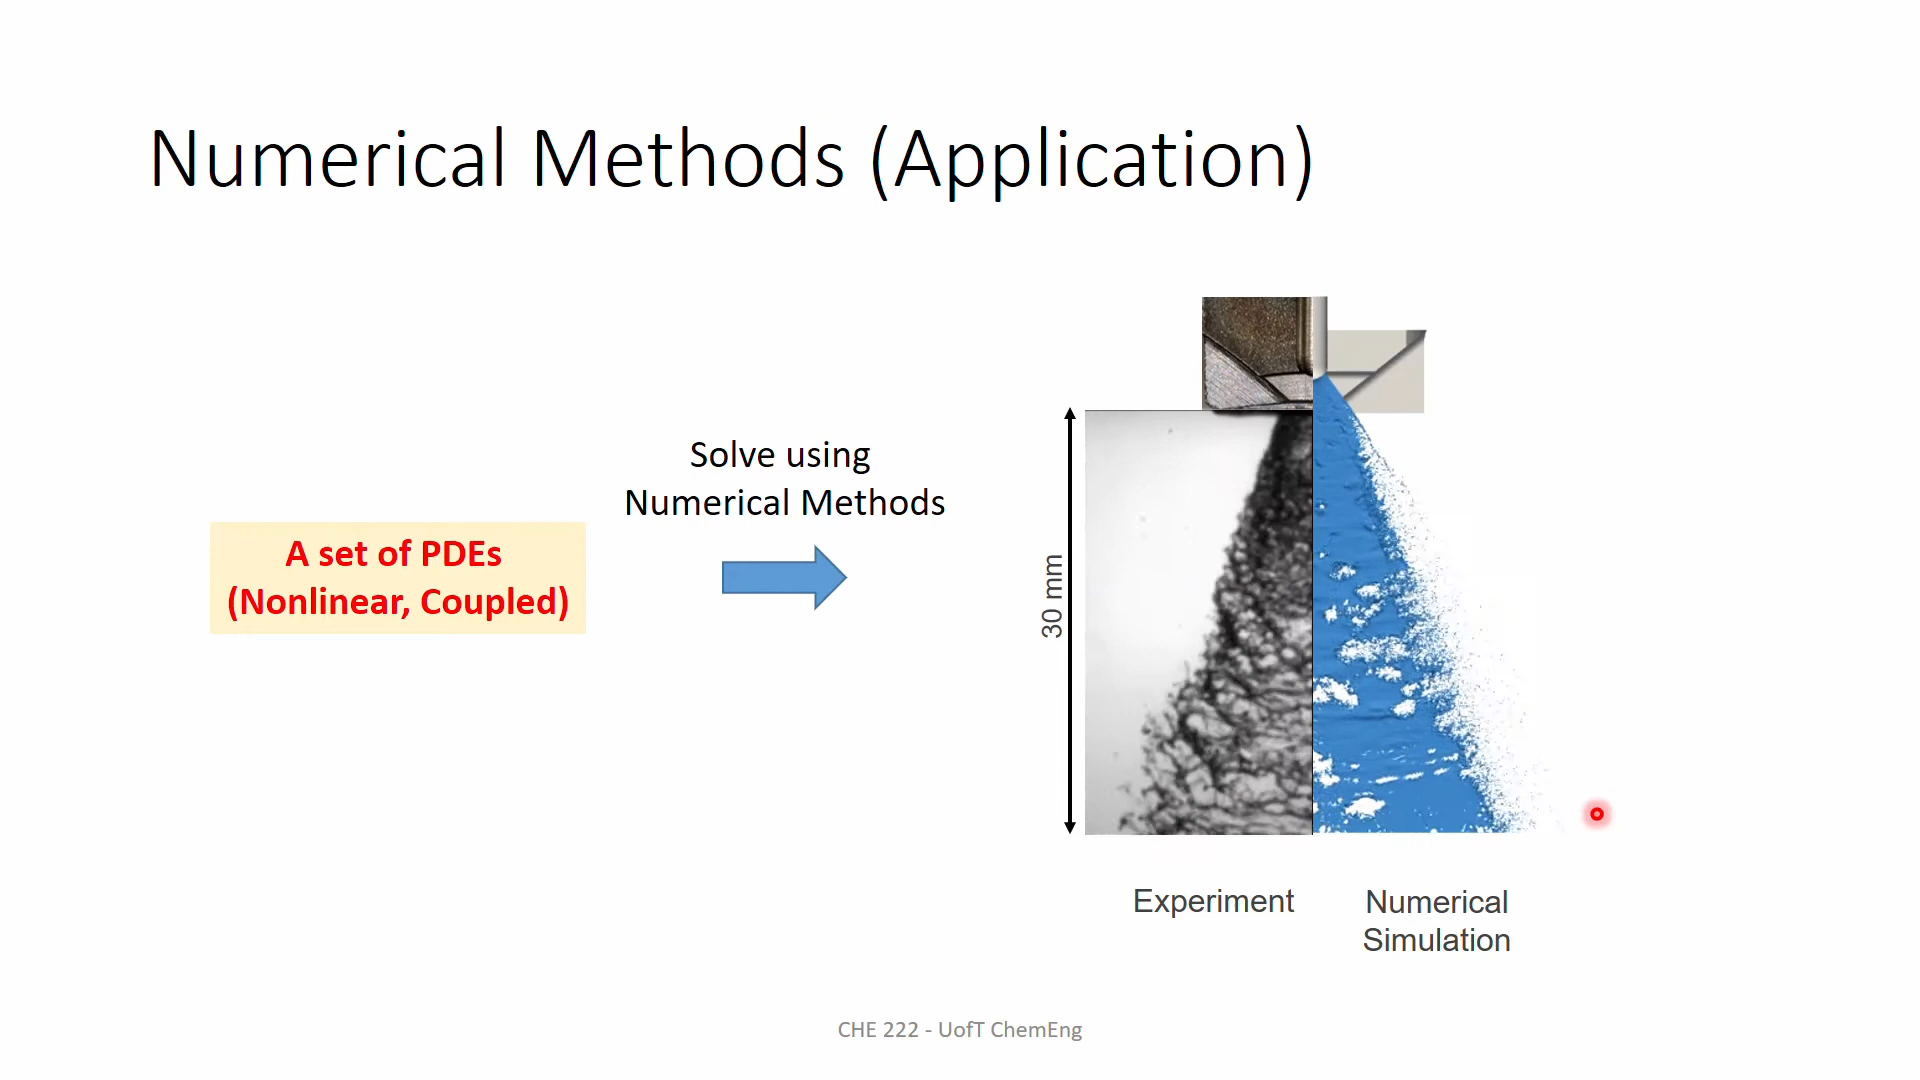 Numerical Methods (Application)
Solve using
Numerical Methods
A set of PDEs
(Nonlinear, Coupled)
30 mm
Experiment
Numerical
Simulation
CHE 222 - UofT ChemEng